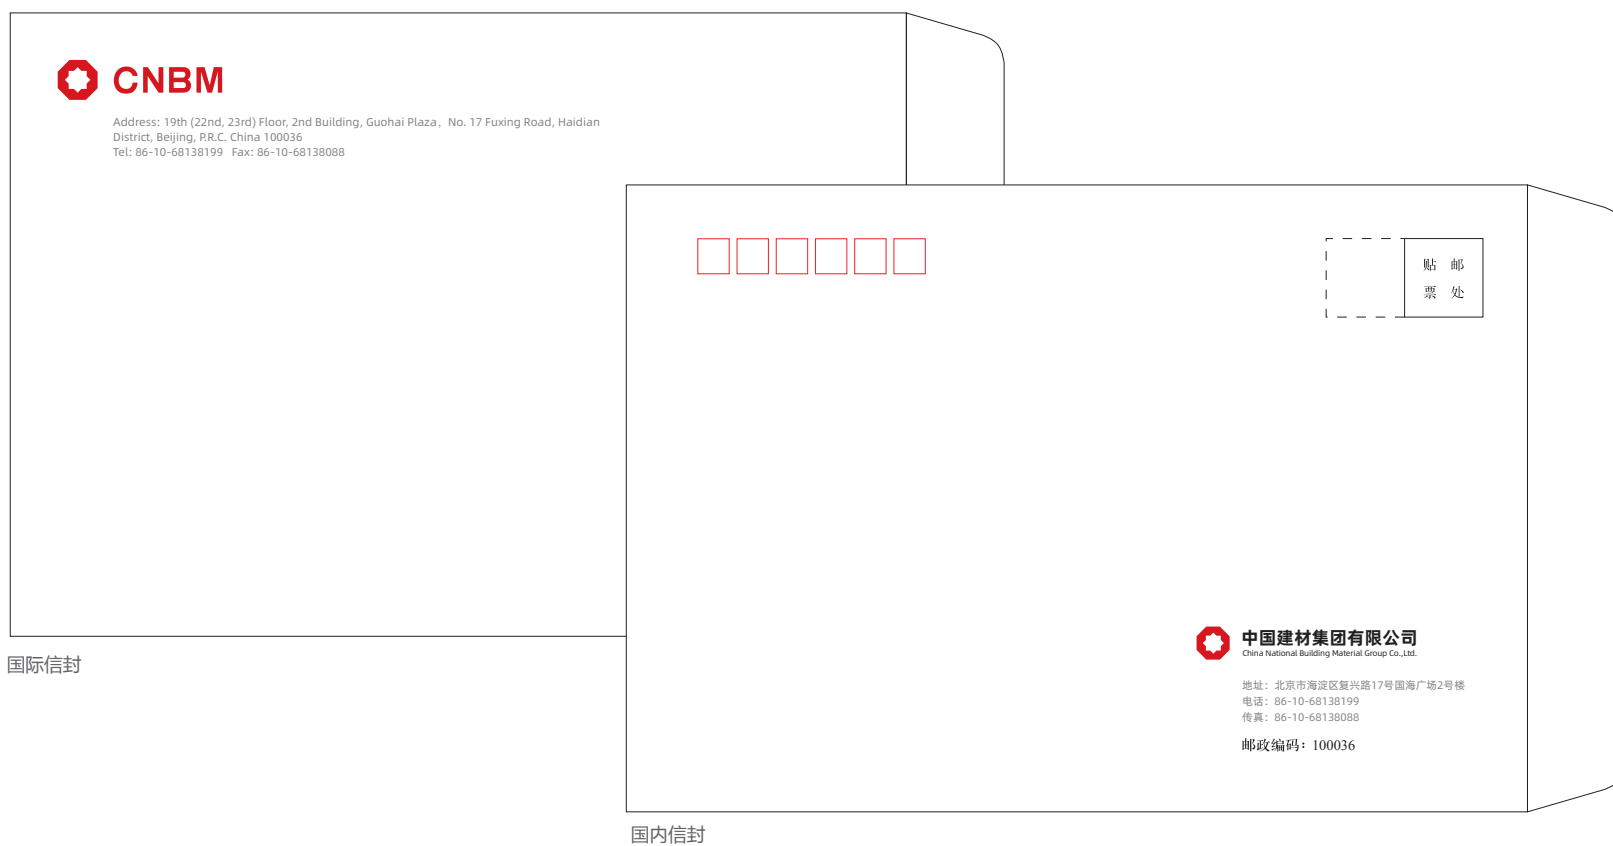 CNBM
Address: 19th (22nd, 23rd) Floor, 2nd Building, Guohai Plaza, No. 17 Fuxing Road, Haidian
District, Beijing, P.R.C. China 100036
Tel: 86-10-68138199 Fax: 86-10-68138088
国际信封
贴 邮
票 处
中国建材集团有限公司
China National Building Material Group Co.,Ltd.
地址：北京市海淀区复兴路17号国海广场2号楼
电话：86-10-68138199
传真：86-10-68138088
邮政编码：100036
国内信封